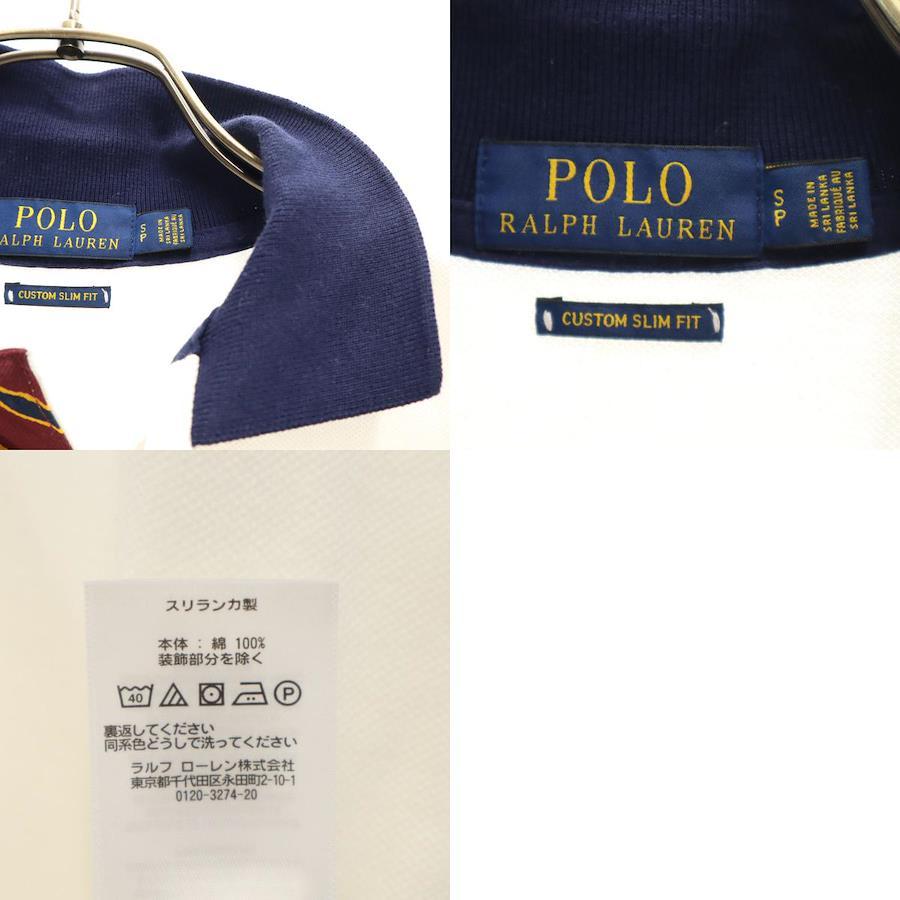 POLO
ALPH LAUREN
S
P
MADE IN
SRI LANKA
FABRIQUÉ AU
SRI LANKA
CUSTOM SLIM FIT
POLO
RALPH LAUREN
S
P
MADE IN
SRI LANKA
FABRIQUÉ AU
SRI LANKA
CUSTOM SLIM FIT
スリランカ製
本体 : 綿 100%
装飾部分を除く
40 P
裏返してください
同系色どうしで洗ってください
ラルフ ローレン株式会社
東京都千代田区永田町2-10-1
0120-3274-20